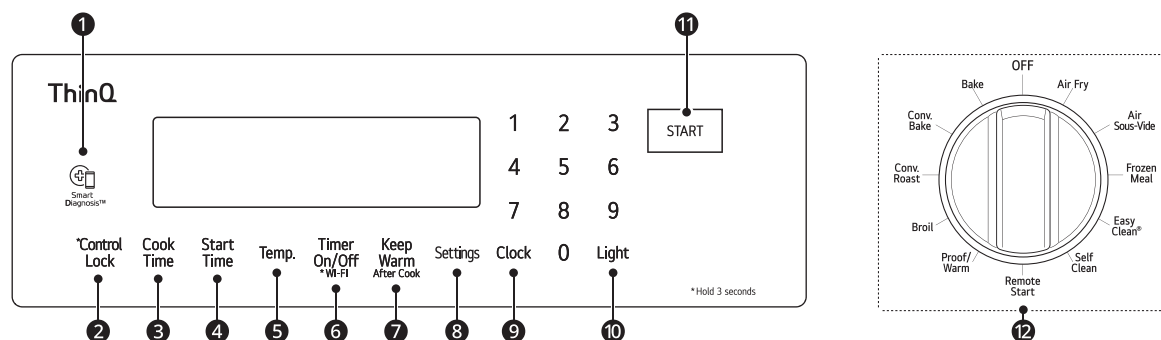 1
11
ThinQ
OFF
Bake
Air Fry
Conv.
Bake
Air
Sous-Vide
Conv.
Roast
Frozen
Meal
Broil
Easy
Clean®
Proof/
Warm
Self
Clean
Remote
Start
1 2 3
START
4 5 6
Smart
Diagnosis™
7 8 9
*Control
Lock
Cook
Time
Start
Time
Temp.
Timer
On/Off
*WI-FI
Keep
Warm
After Cook
Settings
Clock
0
Light
*Hold 3 seconds
2
3
4
5
6
7
8
9
10
12